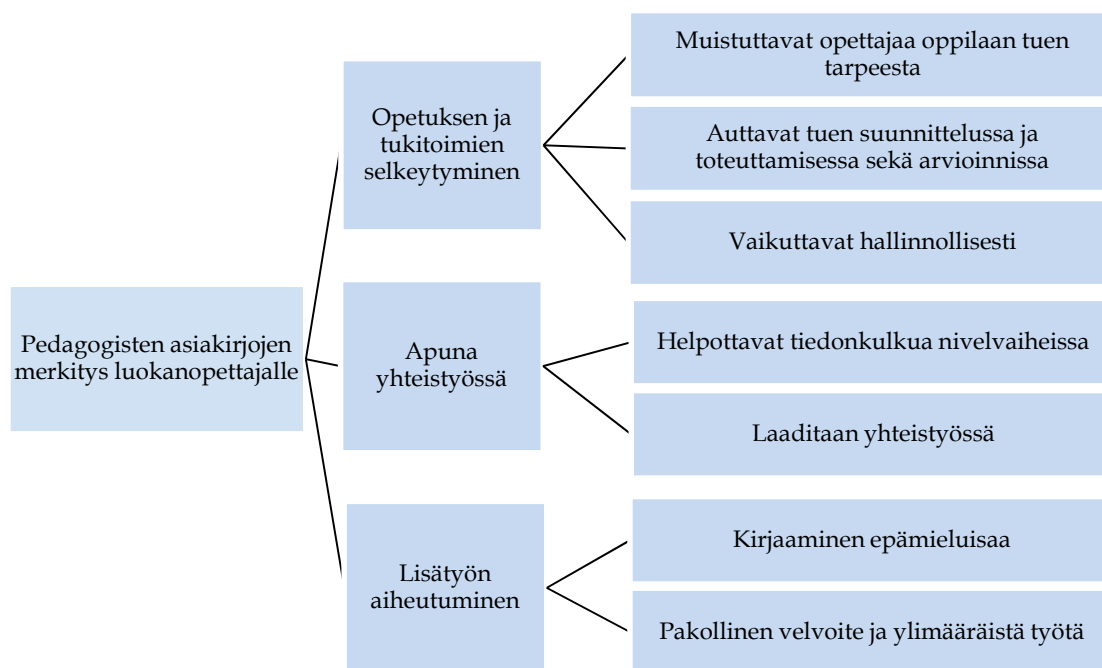 Pedagogisten asiakirjojen
merkitys luokanopettajalle
Opetuksen ja
tukitoimien
selkeytyminen
Muistuttavat opettajaa oppilaan tuen
tarpeesta
Auttavat tuen suunnittelussa ja
toteuttamisessa sekä arvioinnissa
Vaikuttavat hallinnollisesti
Apuna
yhteistyössä
Helpottavat tiedonkulkua nivelvaiheissa
Laaditaan yhteistyössä
Lisätyön
aiheutuminen
Kirjaaminen epämieluisaa
Pakollinen velvoite ja ylimääräistä työtä